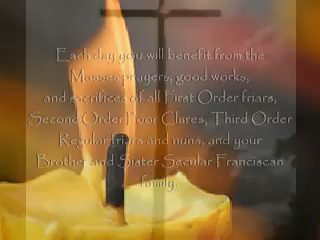 Each day you will benefit from the
Masses prayers, good works,
and sacrifices of all First Order friars,
Second Order Poor Clares, Third Order
Regular friars and nuns, and your
Brother and Sister Secular Franciscan
family.